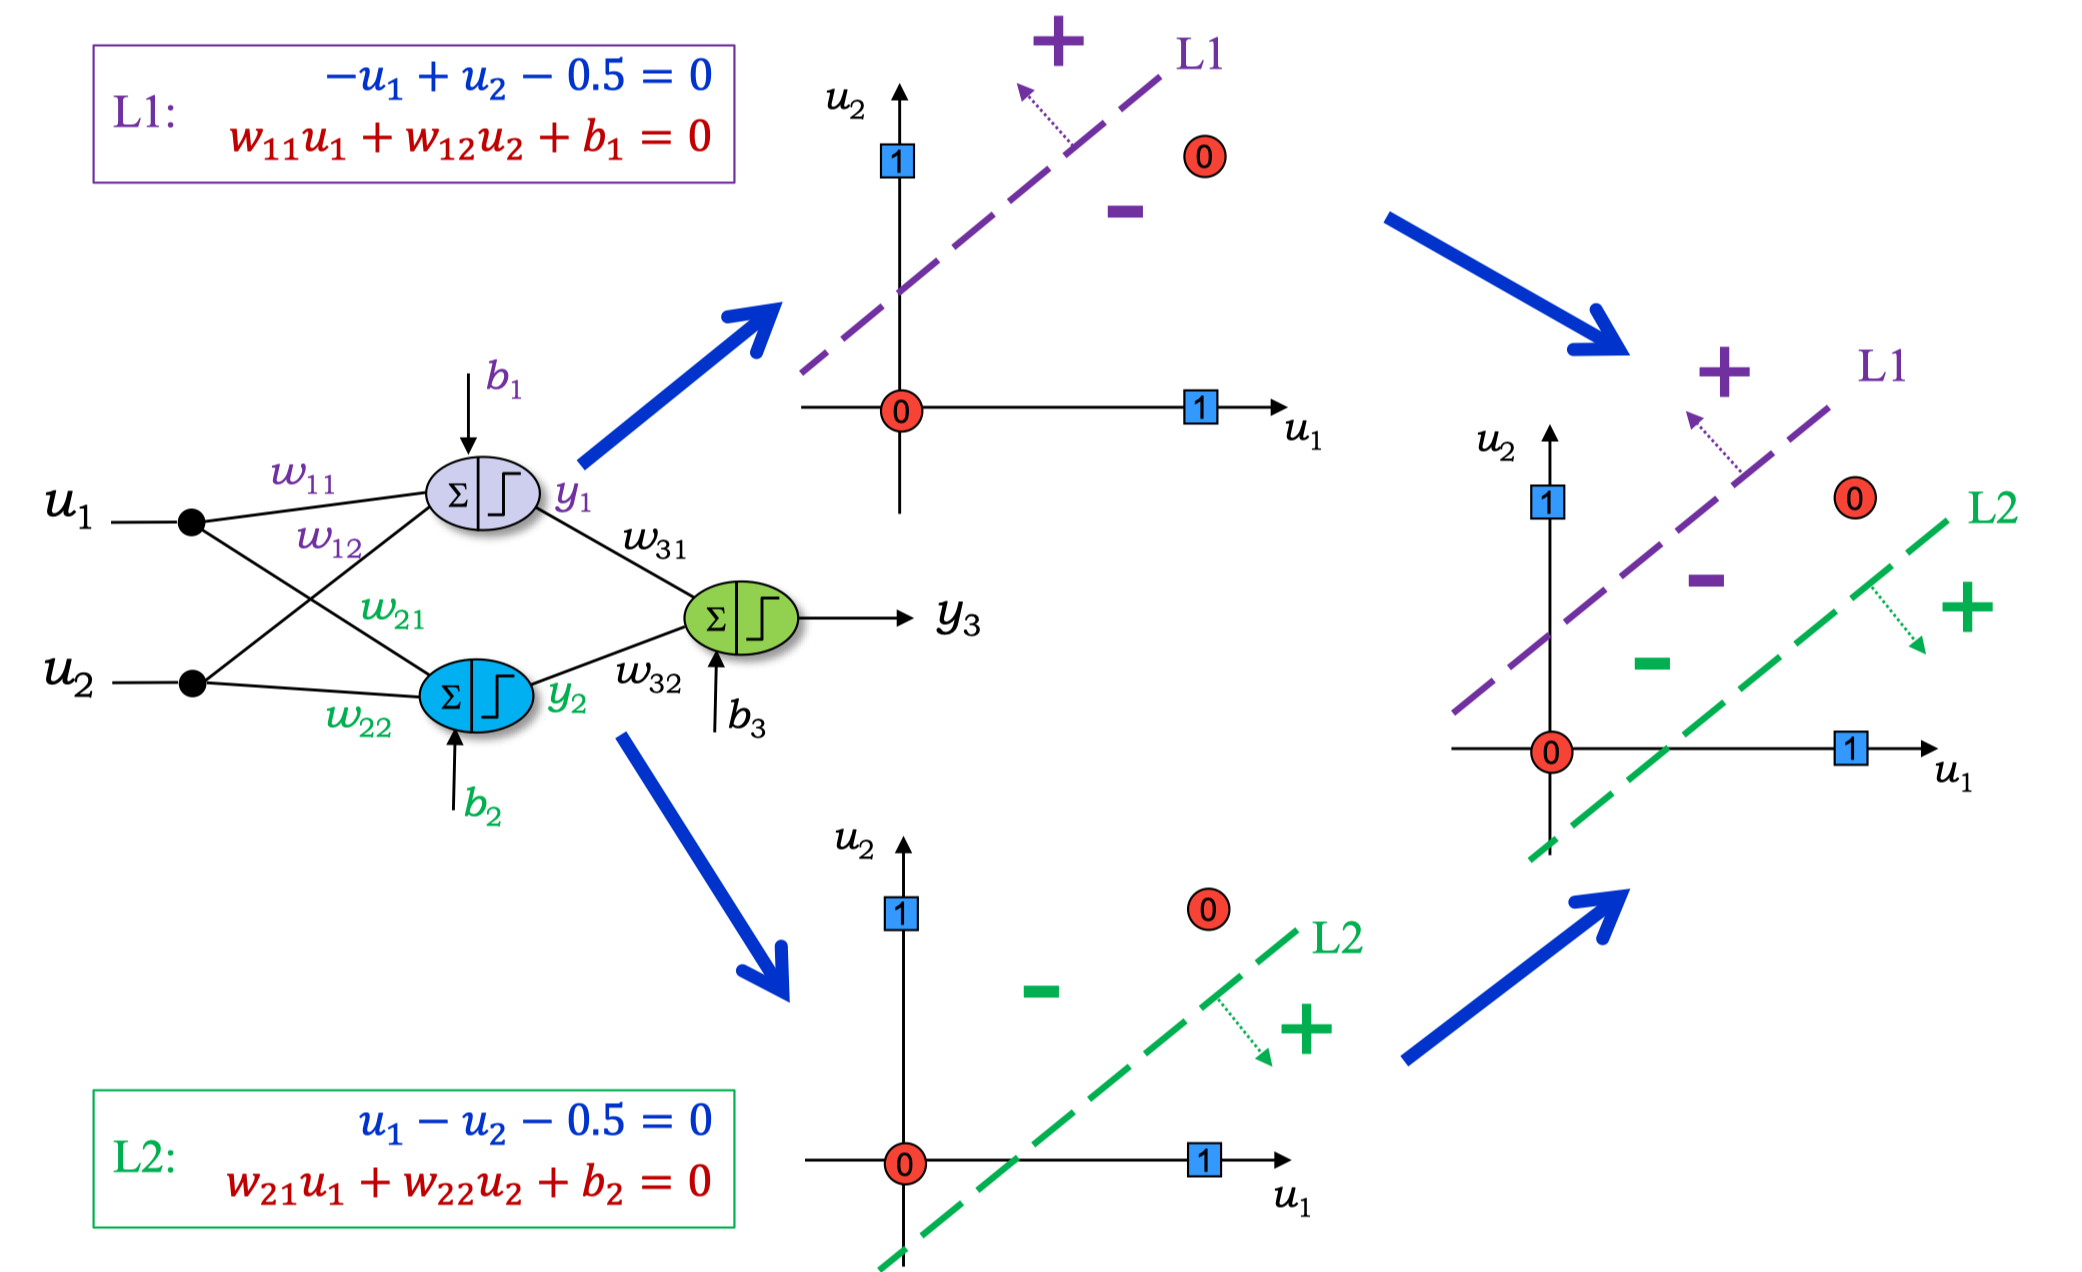 L1:
−u₁ + u₂ − 0.5 = 0
w₁₁u₁ + w₁₂u₂ + b₁ = 0
+
L1
u₂
1
0
−
0
1
u₁
b₁
u₁
w₁₁
w₁₂
Σ
y₁
w₃₁
w₂₁
Σ
y₃
u₂
w₂₂
Σ
y₂
w₃₂
b₃
b₂
+
L1
u₂
1
0
L2
−
+
−
0
1
u₁
u₂
1
0
L2
−
+
0
1
u₁
L2:
u₁ − u₂ − 0.5 = 0
w₂₁u₁ + w₂₂u₂ + b₂ = 0